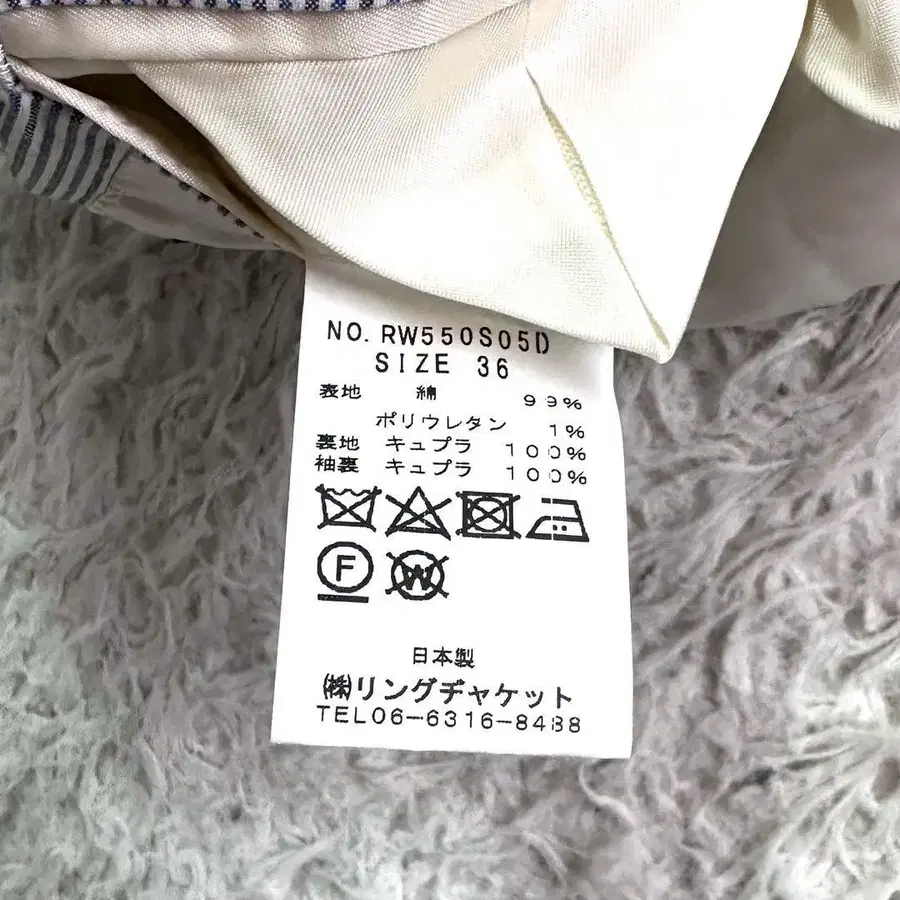 NO. RW550S05D
SIZE 36
表地 綿 99%
ポリウレタン 1%
裏地 キュプラ 100%
袖裏 キュプラ 100%
F W
日本製
㈱リングヂャケット
TEL06-6316-8488